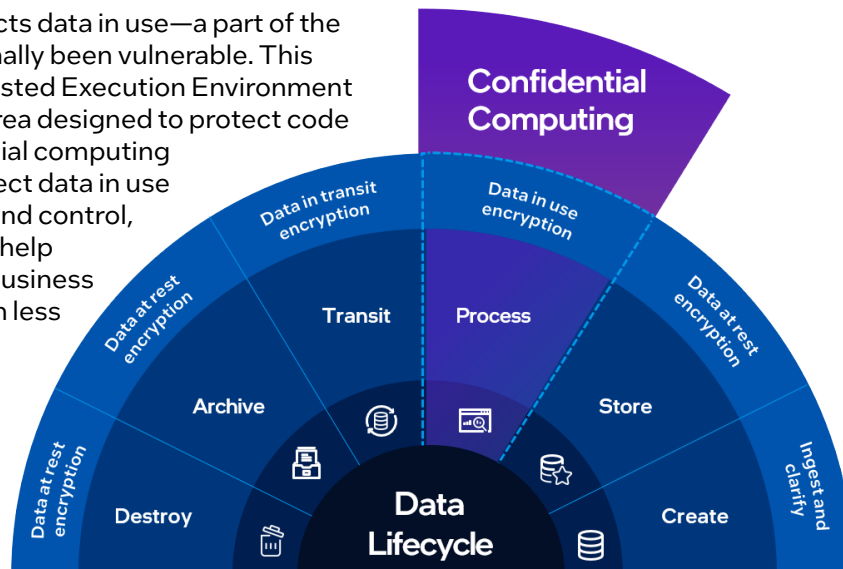 cts data in use—a part of the
nally been vulnerable. This
sted Execution Environment
rea designed to protect code
ial computing
ect data in use
nd control,
help
usiness
n less
Confidential
Computing
Data in transit
encryption
Data in use
encryption
Data at rest
encryption
Data at rest
encryption
Transit
Process
Archive
Store
Data at rest
encryption
Ingest and
clarify
Destroy
Create
Data
Lifecycle